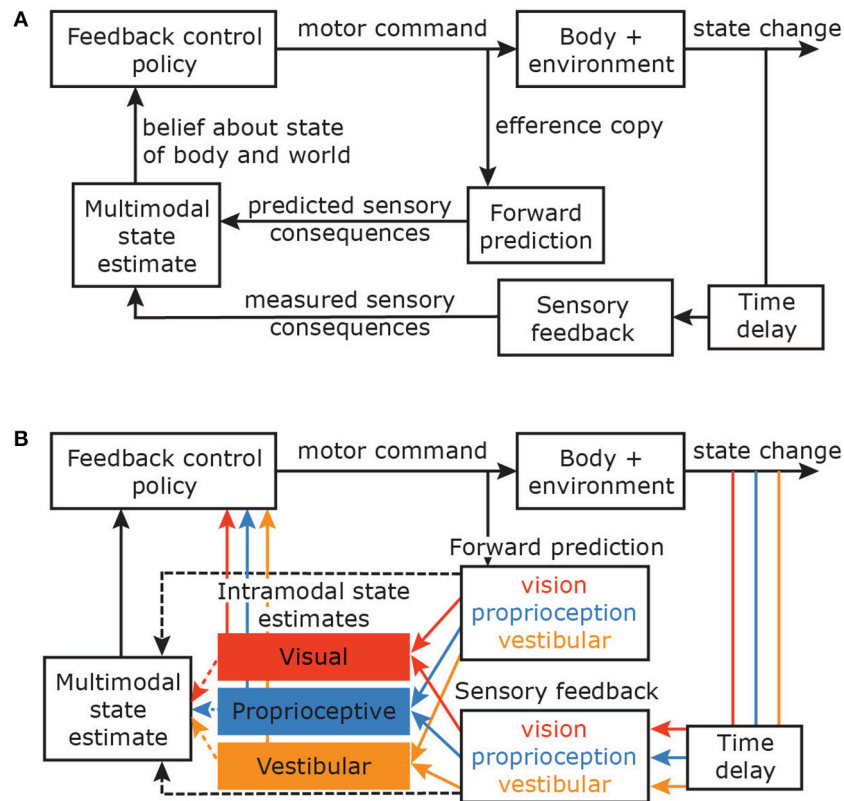 A
Feedback control
policy
motor command
Body +
environment
state change
belief about state
of body and world
efference copy
Multimodal
state
estimate
predicted sensory
consequences
Forward
prediction
measured sensory
consequences
Sensory
feedback
Time
delay
B
Feedback control
policy
motor command
Body +
environment
state change
Forward prediction
vision
proprioception
vestibular
Intramodal state
estimates
Visual
Proprioceptive
Vestibular
Multimodal
state
estimate
Sensory feedback
vision
proprioception
vestibular
Time
delay